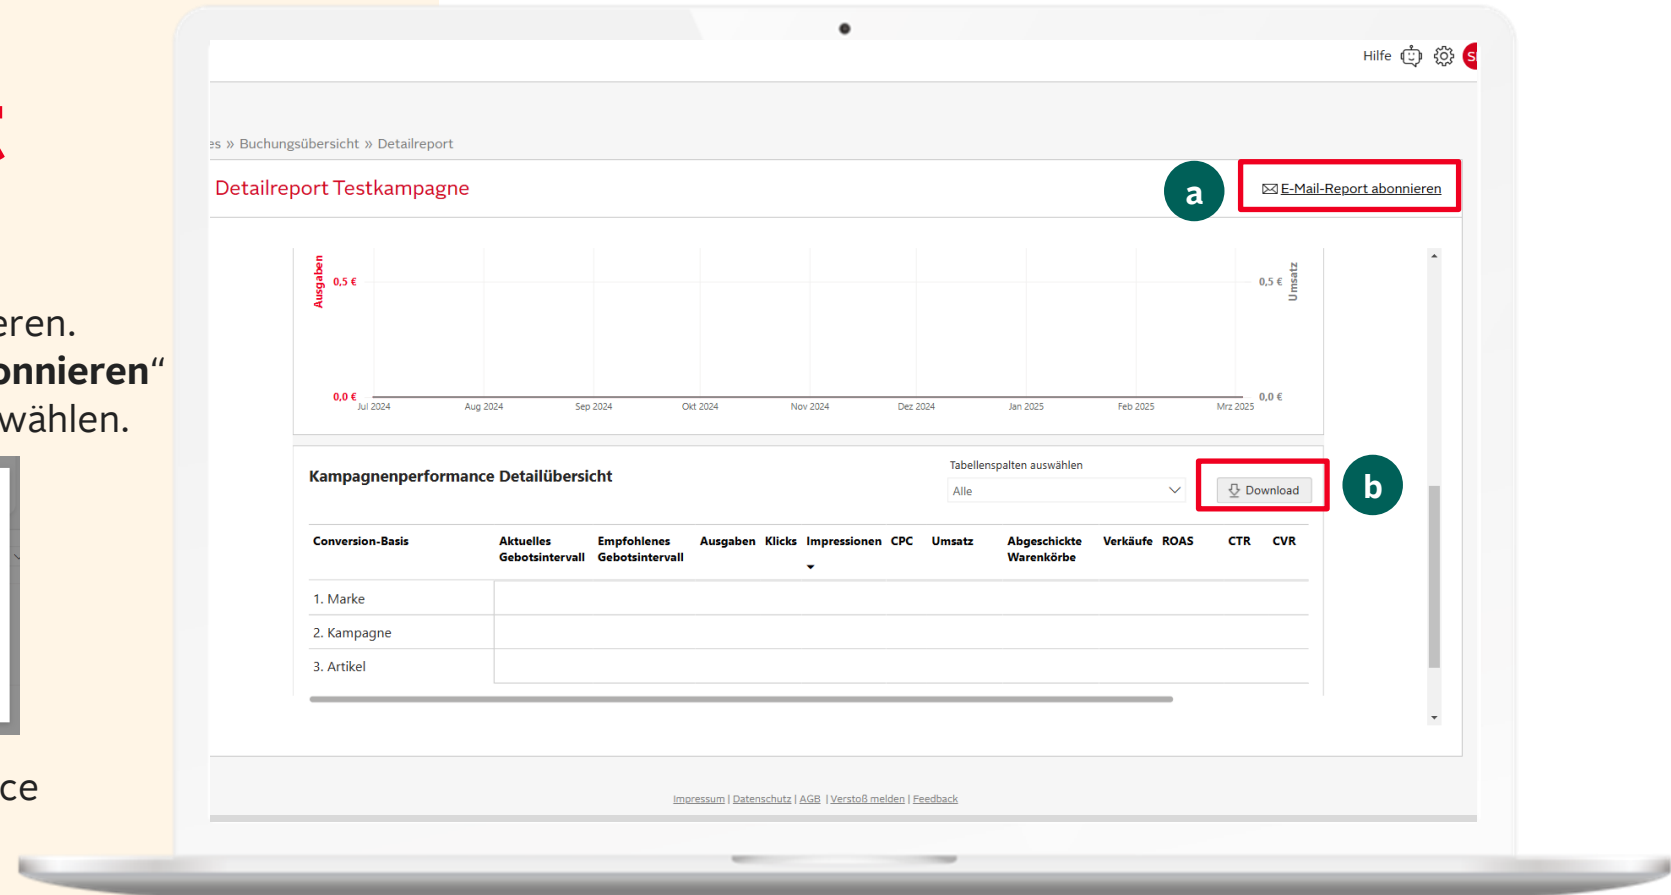 Hilfe
es » Buchungsübersicht » Detailreport
Detailreport Testkampagne
a
E-Mail-Report abonnieren
eren.
onnieren“
wählen.
ce
Ausgaben
0,5 €
0,5 €
Umsatz
0,0 €
0,0 €
Jul 2024 Aug 2024 Sep 2024 Okt 2024 Nov 2024 Dez 2024 Jan 2025 Feb 2025 Mrz 2025
Kampagnenperformance Detailübersicht
Tabellenspalten auswählen
Alle
Download
b
Conversion-Basis Aktuelles Gebotsintervall Empfohlenes Gebotsintervall Ausgaben Klicks Impressionen CPC Umsatz Abgeschickte Warenkörbe Verkäufe ROAS CTR CVR
1. Marke
2. Kampagne
3. Artikel
Impressum | Datenschutz | AGB | Verstoß melden | Feedback